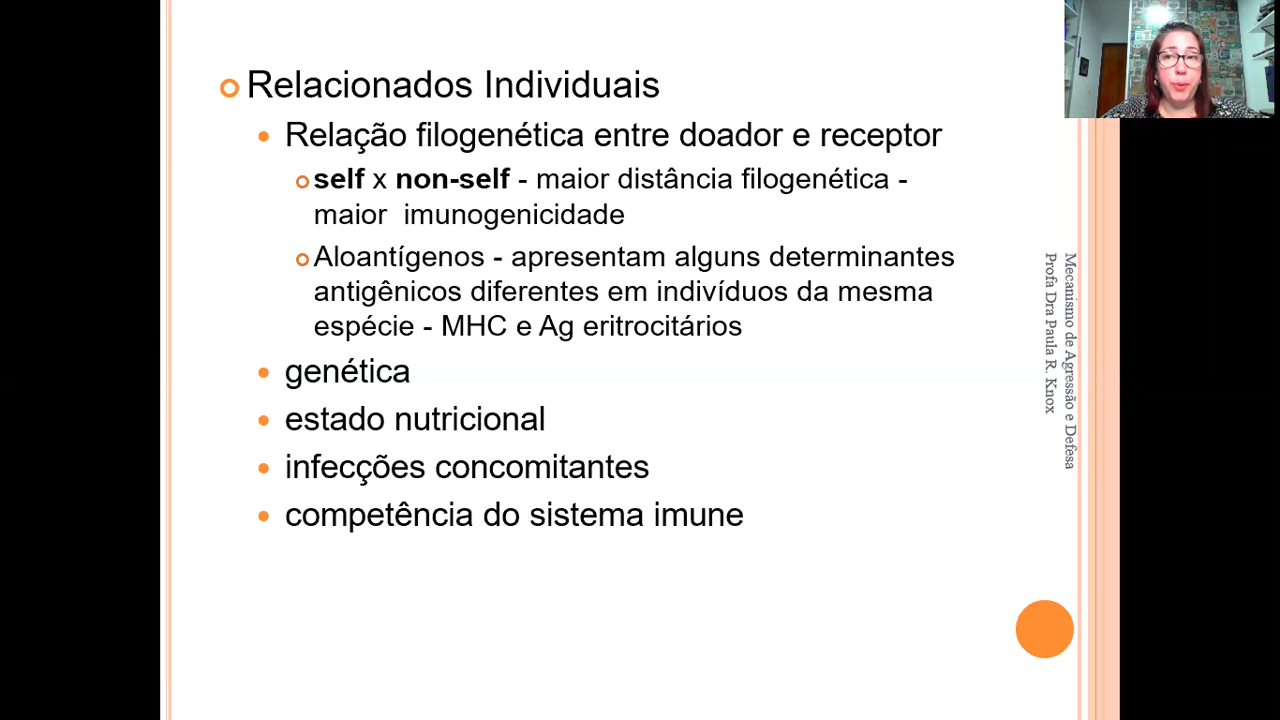 Relacionados Individuais
Relação filogenética entre doador e receptor
self x non-self - maior distância filogenética -
maior imunogenicidade
Aloantígenos - apresentam alguns determinantes
antigênicos diferentes em indivíduos da mesma
espécie - MHC e Ag eritrocitários
genética
estado nutricional
infecções concomitantes
competência do sistema imune
Mecanismo de Agressão e Defesa
Profa Dra Paula R. Knox